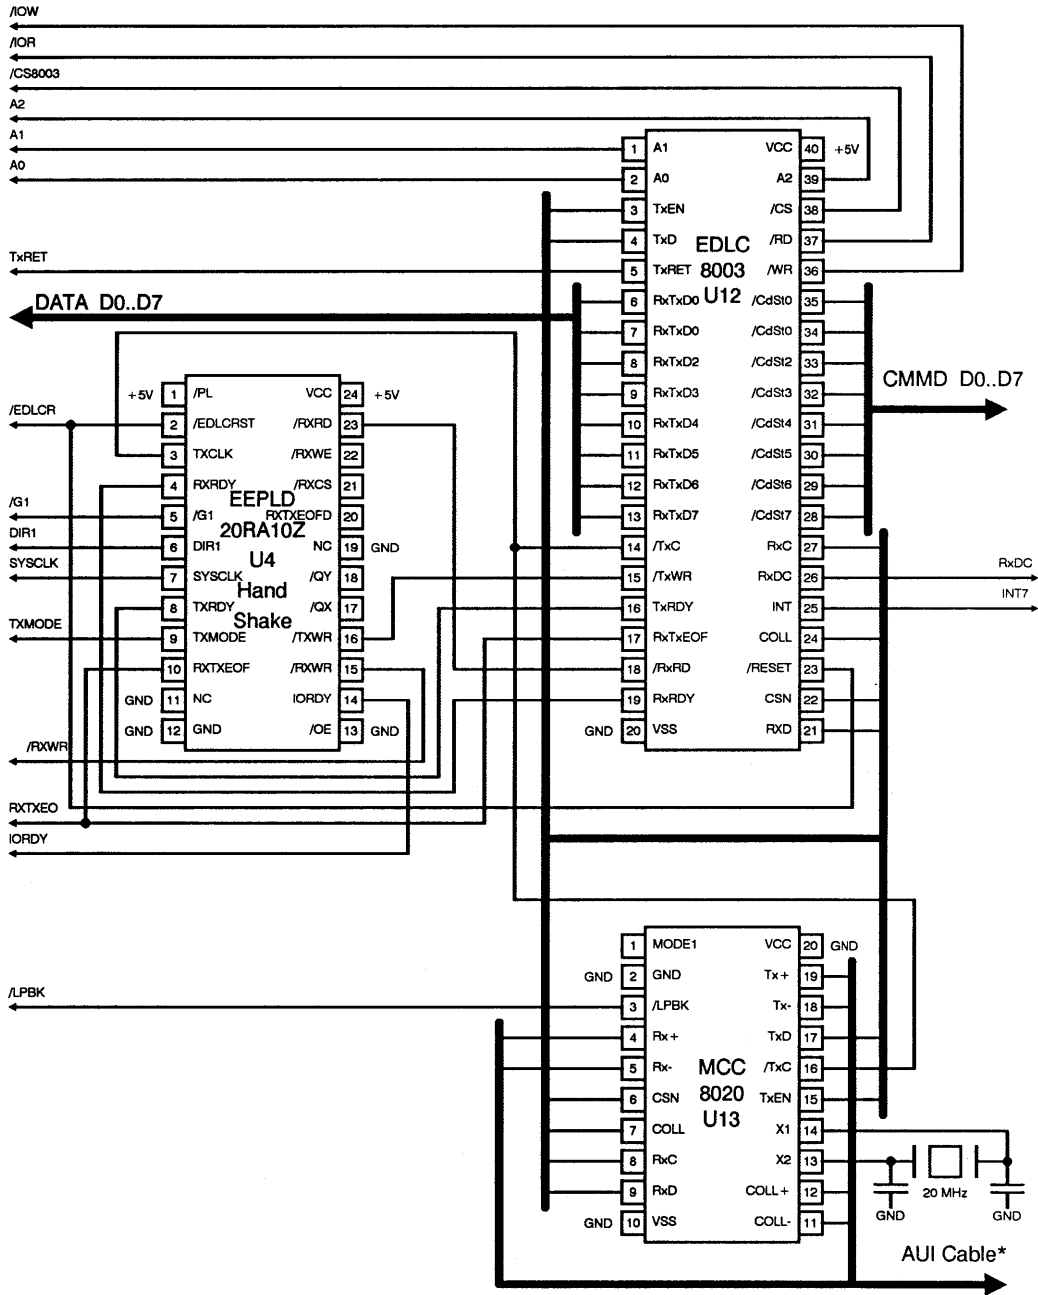 /IOW
/IOR
/CS8003
A2
A1
A0
TxRET
DATA D0..D7
/EDLCR
/G1
DIR1
SYSCLK
TXMODE
/RXWR
RXTXEO
IORDY
/LPBK
+5V 1 /PL VCC 24 +5V
2 /EDLCRST /RXRD 23
3 TXCLK /RXWE 22
4 RXRDY /RXCS 21
5 /G1 RXTXEOFD 20
6 DIR1 NC 19 GND
7 SYSCLK /QY 18
8 TXRDY /QX 17
9 TXMODE /TXWR 16
10 RXTXEOF /RXWR 15
GND 11 NC IORDY 14
GND 12 GND /OE 13 GND
EEPLD
20RA10Z
U4
Hand
Shake
1 A1 VCC 40 +5V
2 A0 A2 39
3 TxEN /CS 38
4 TxD /RD 37
5 TxRET /WR 36
6 RxTxD0 /CdSt0 35
7 RxTxD0 /CdSt0 34
8 RxTxD2 /CdSt2 33
9 RxTxD3 /CdSt3 32
10 RxTxD4 /CdSt4 31
11 RxTxD5 /CdSt5 30
12 RxTxD6 /CdSt6 29
13 RxTxD7 /CdSt7 28
14 /TxC RxC 27
15 /TxWR RxDC 26
16 TxRDY INT 25
17 RxTxEOF COLL 24
18 /RxRD /RESET 23
19 RxRDY CSN 22
GND 20 VSS RXD 21
EDLC
8003
U12
CMMD D0..D7
RxDC
INT7
1 MODE1 VCC 20 GND
GND 2 GND Tx+ 19
3 /LPBK Tx- 18
4 Rx+ TxD 17
5 Rx- /TxC 16
6 CSN TxEN 15
7 COLL X1 14
8 RxC X2 13
9 RxD COLL+ 12
GND 10 VSS COLL- 11
MCC
8020
U13
20 MHz
GND
GND
AUI Cable*